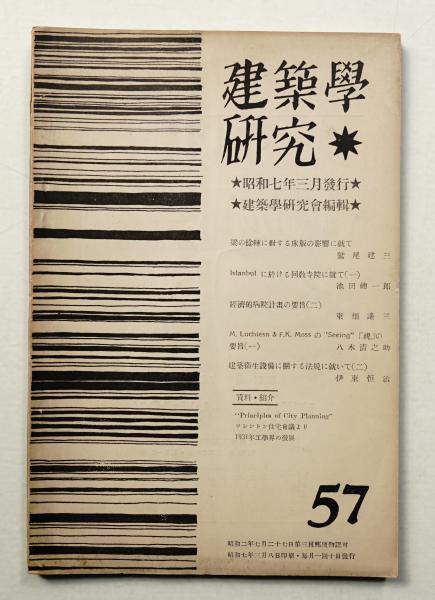 建築學
研究
★昭和七年三月發行★
★建築學研究會編輯★
梁の徐䧟に對する床版の影響に就て
鷲尾建三
Istanbul に於ける回敎寺院に就て(一)
池田總一郎
經濟的病院計畫の要旨(二)
東畑謙三
M. Luckiesh & F.K. Moss の "Seeing"「視」の
要旨(一)
八木淸之助
建築衞生設備に關する法規に就いて(二)
伊東恒治
資料・紹介
"Principles of City Planning"
ワシントン住宅會議より
1931年工學界の發展
57
昭和二年七月二十七日第三種郵便物認可
昭和七年三月八日印刷・每月一回十日發行